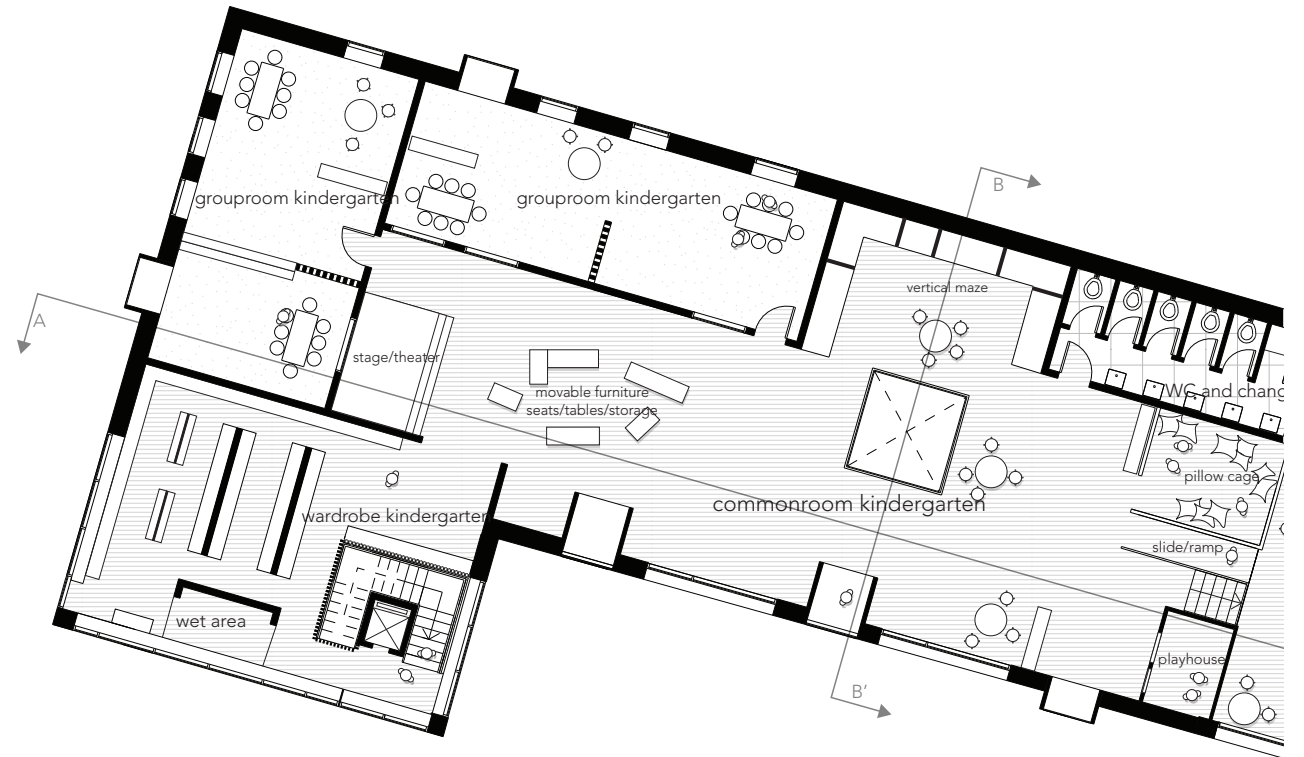 B
grouproom kindergarten
grouproom kindergarten
vertical maze
A
stage/theater
movable furniture
seats/tables/storage
WC and chang
pillow cage
commonroom kindergarten
wardrobe kindergarten
slide/ramp
wet area
playhouse
B'